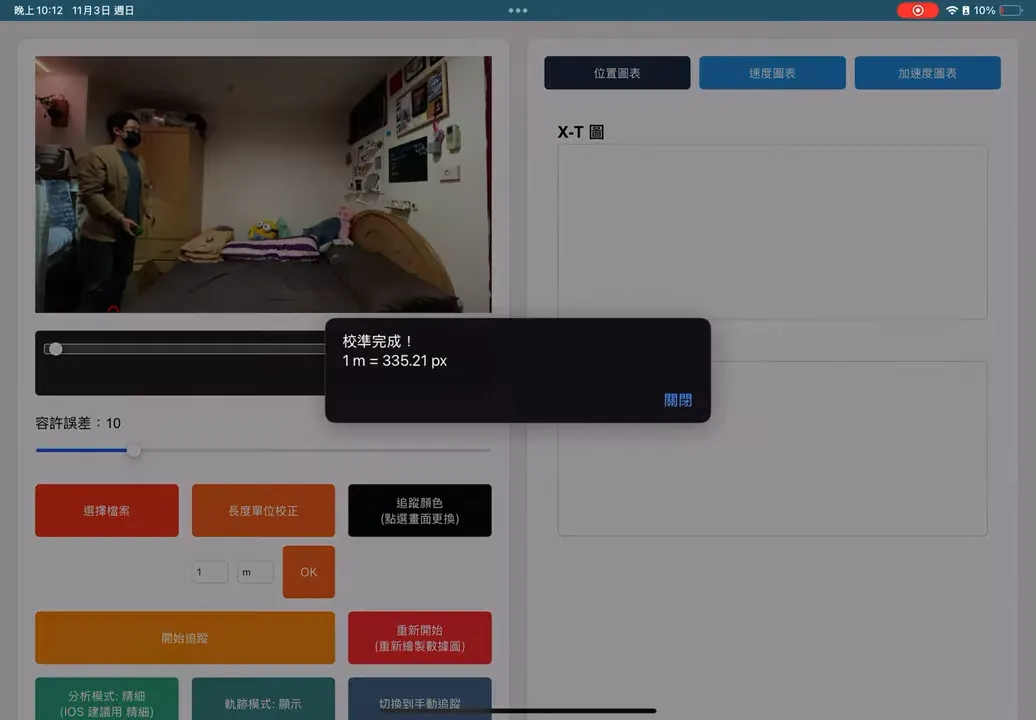 晚上10:12 11月3日 週日
10%
位置圖表
速度圖表
加速度圖表
X-T 圖
校準完成！
1 m = 335.21 px
關閉
容許誤差：10
選擇檔案
長度單位校正
追蹤顏色
(點選畫面更換)
1
m
OK
開始追蹤
重新開始
(重新繪製數據圖)
分析模式: 精細
(IOS 建議用 精細)
軌跡模式: 顯示
切換到手動追蹤